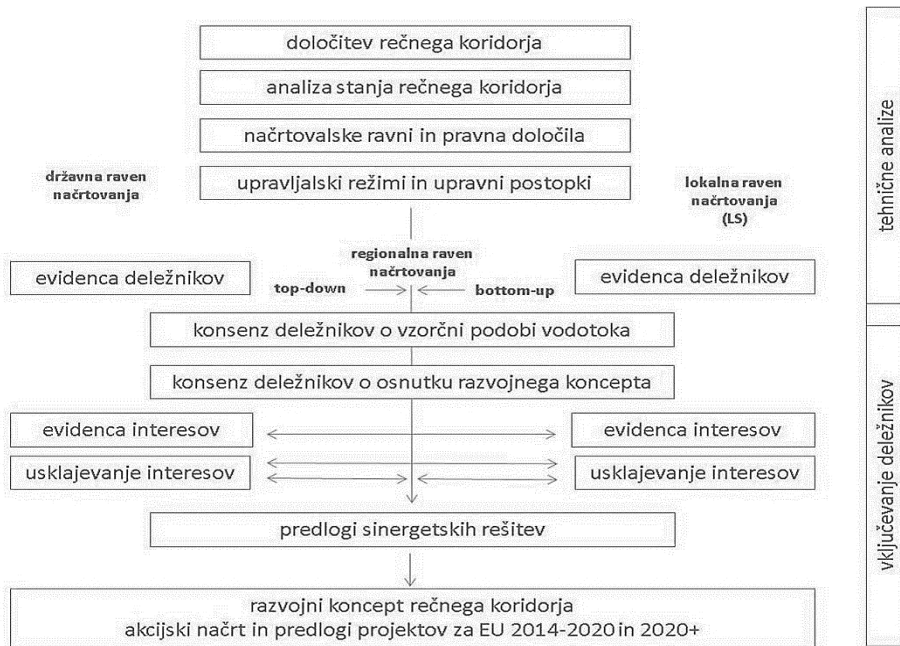 določitev rečnega koridorja
analiza stanja rečnega koridorja
načrtovalske ravni in pravna določila
upravljalski režimi in upravni postopki
državna raven
načrtovanja
lokalna raven
načrtovanja
(LS)
regionalna raven
načrtovanja
evidenca deležnikov
top-down
bottom-up
evidenca deležnikov
konsenz deležnikov o vzorčni podobi vodotoka
konsenz deležnikov o osnutku razvojnega koncepta
evidenca interesov
evidenca interesov
usklajevanje interesov
usklajevanje interesov
predlogi sinergetskih rešitev
razvojni koncept rečnega koridorja
akcijski načrt in predlogi projektov za EU 2014-2020 in 2020+
tehnične analize
vključevanje deležnikov